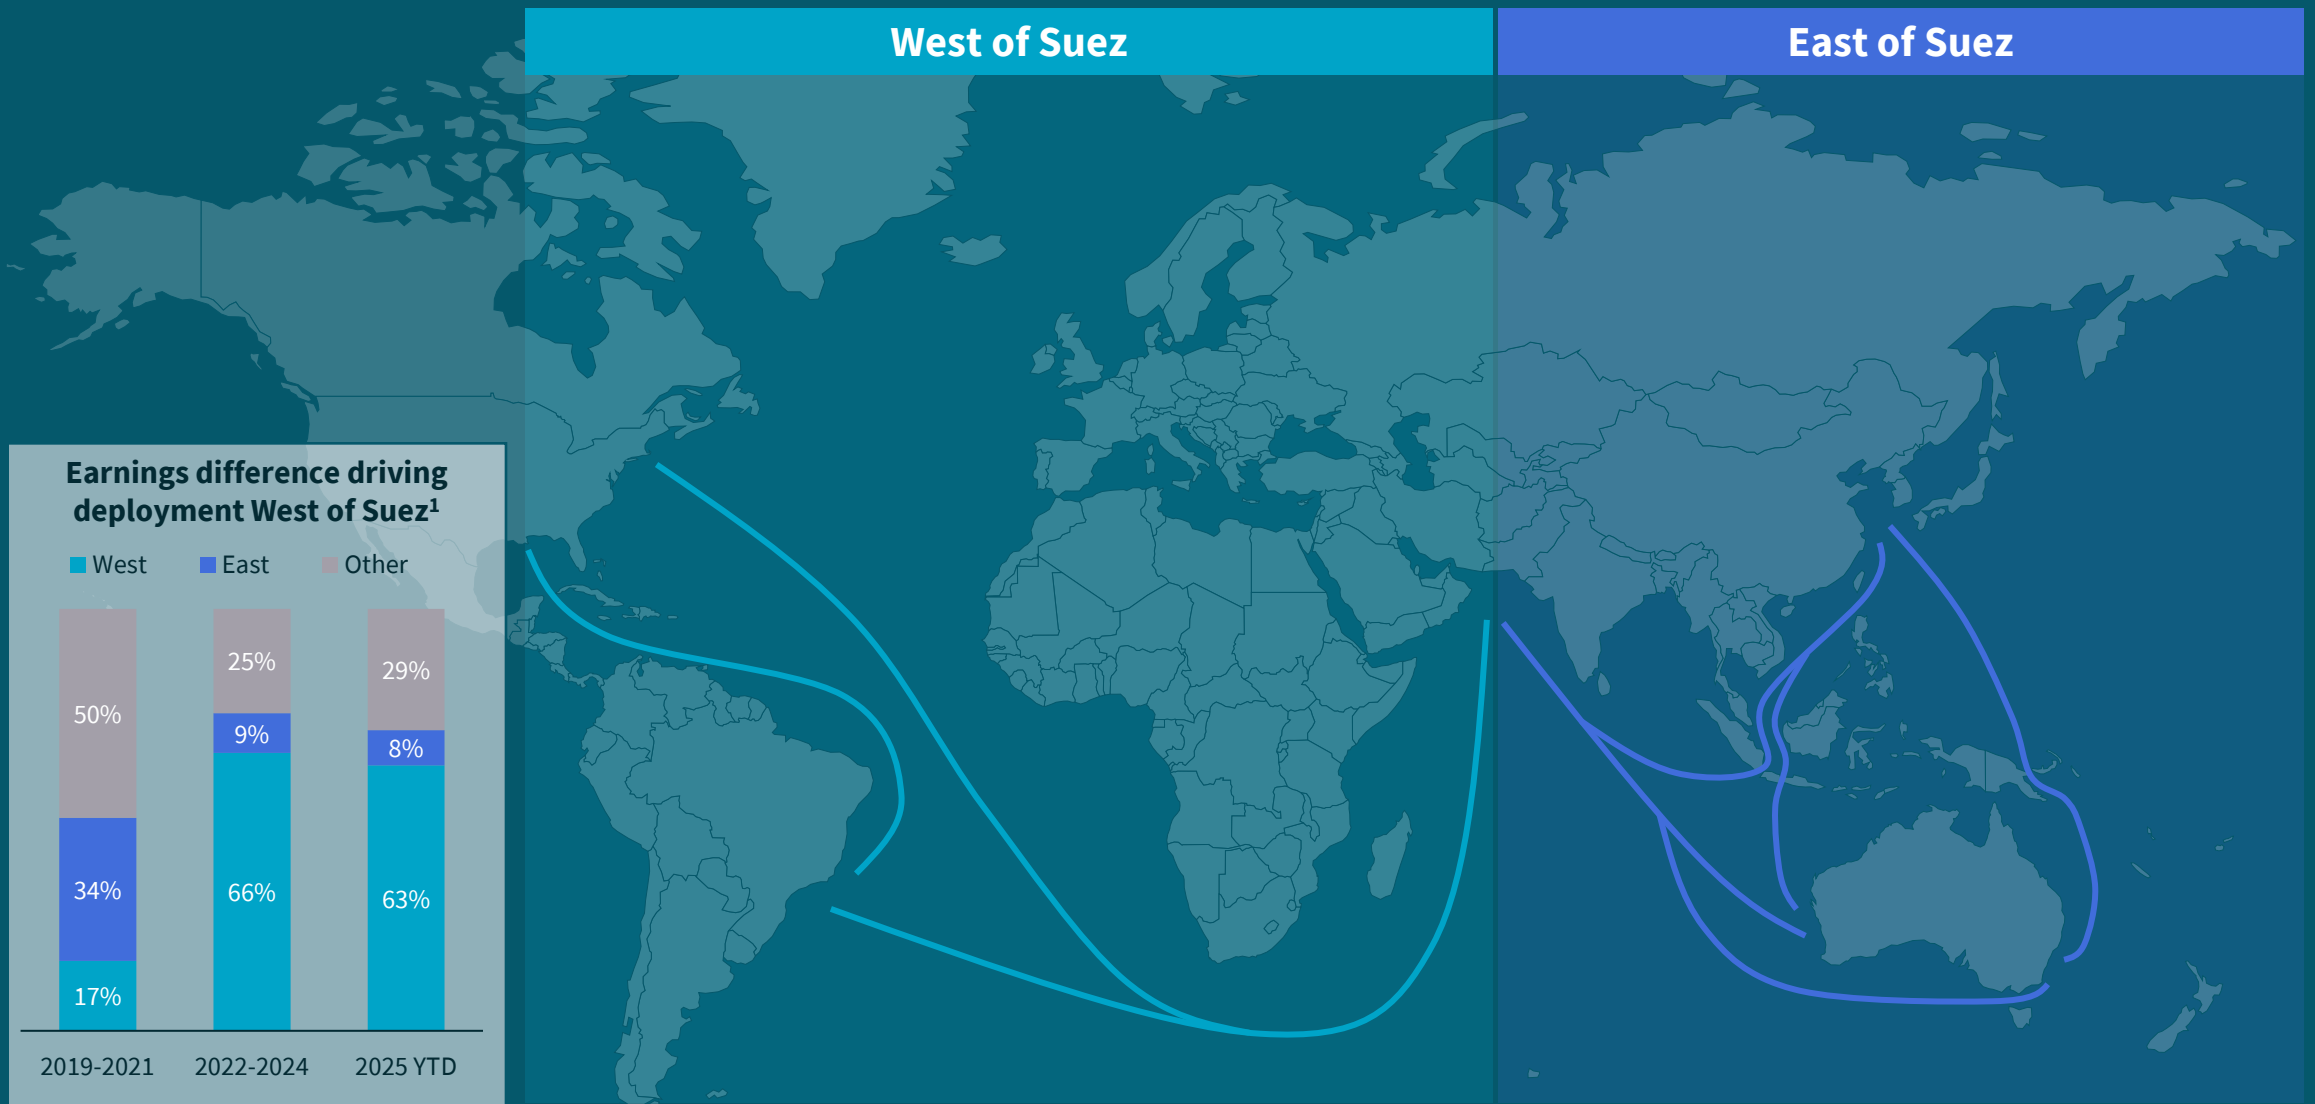 West of Suez
East of Suez
Earnings difference driving
deployment West of Suez¹
West East Other
50%
34%
17%
25%
9%
66%
29%
8%
63%
2019-2021 2022-2024 2025 YTD